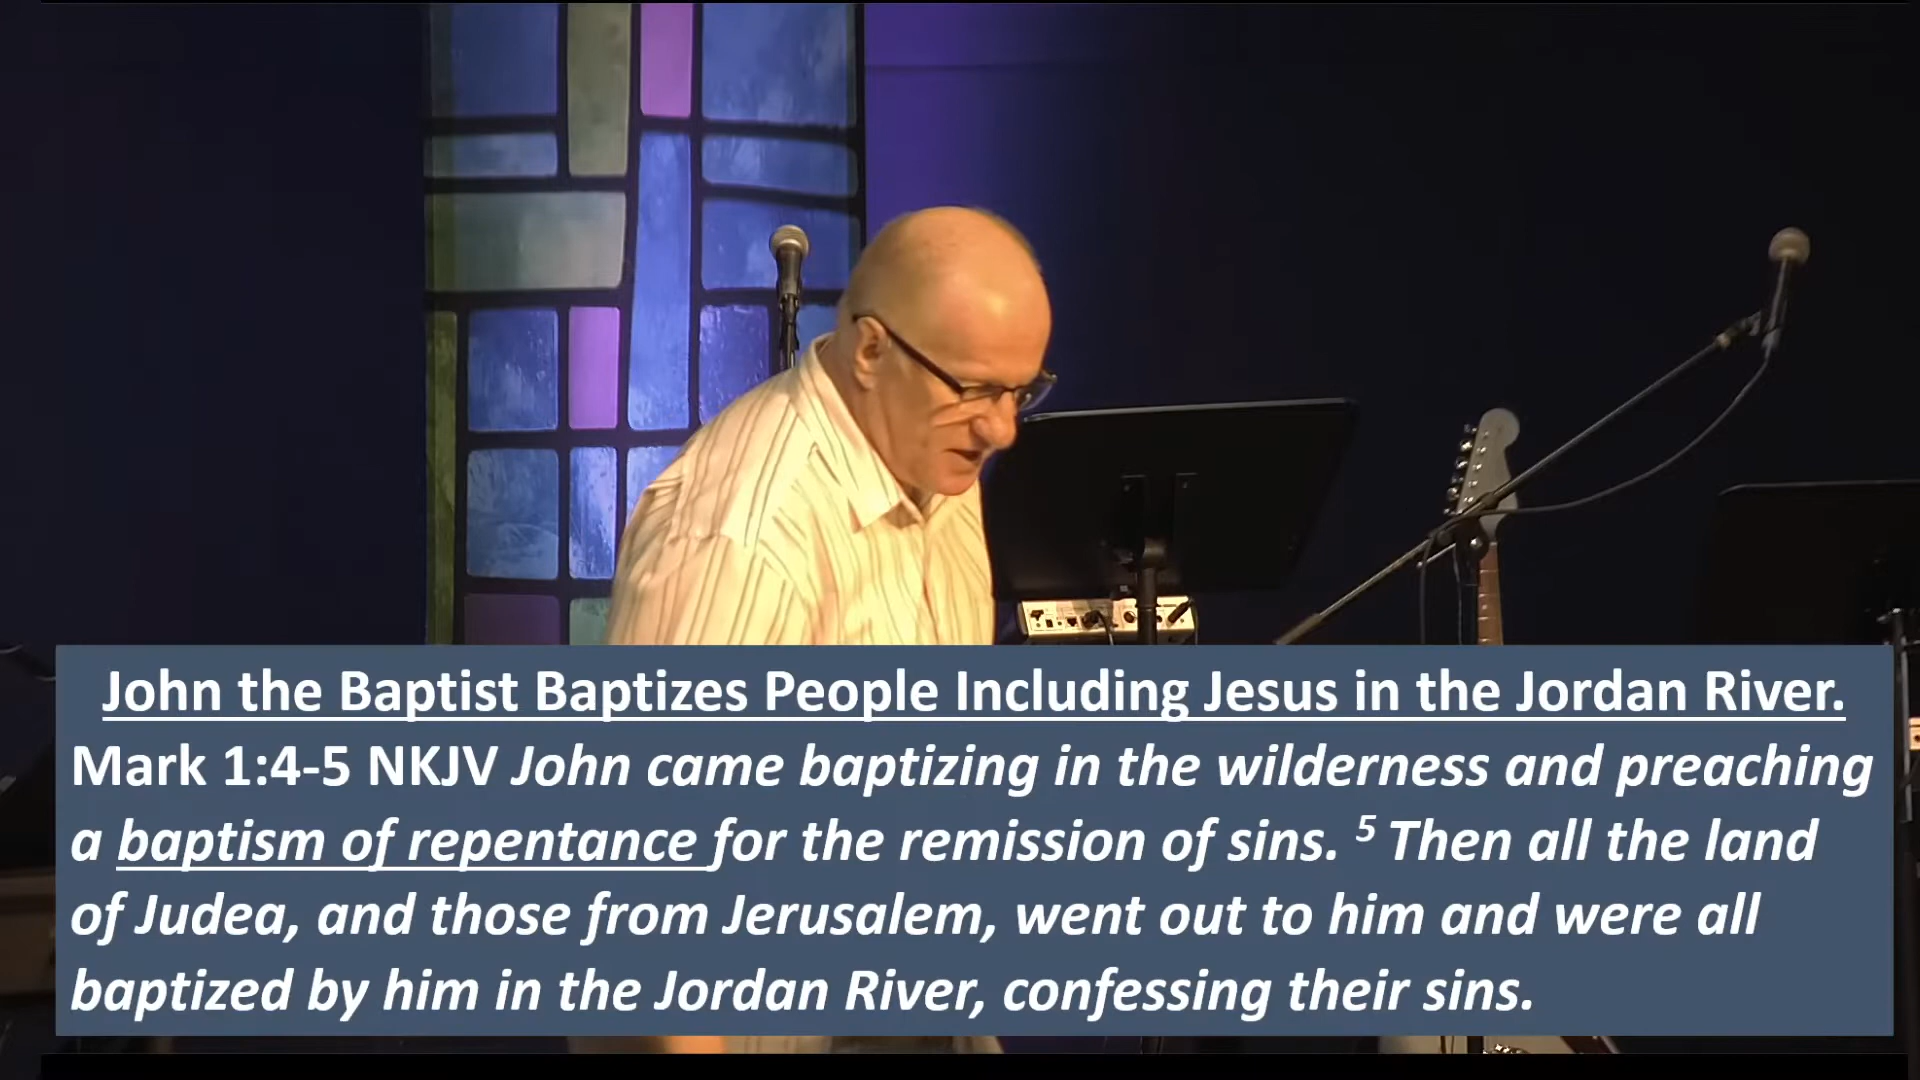 John the Baptist Baptizes People Including Jesus in the Jordan River.
Mark 1:4-5 NKJV John came baptizing in the wilderness and preaching
a baptism of repentance for the remission of sins. ⁵ Then all the land
of Judea, and those from Jerusalem, went out to him and were all
baptized by him in the Jordan River, confessing their sins.